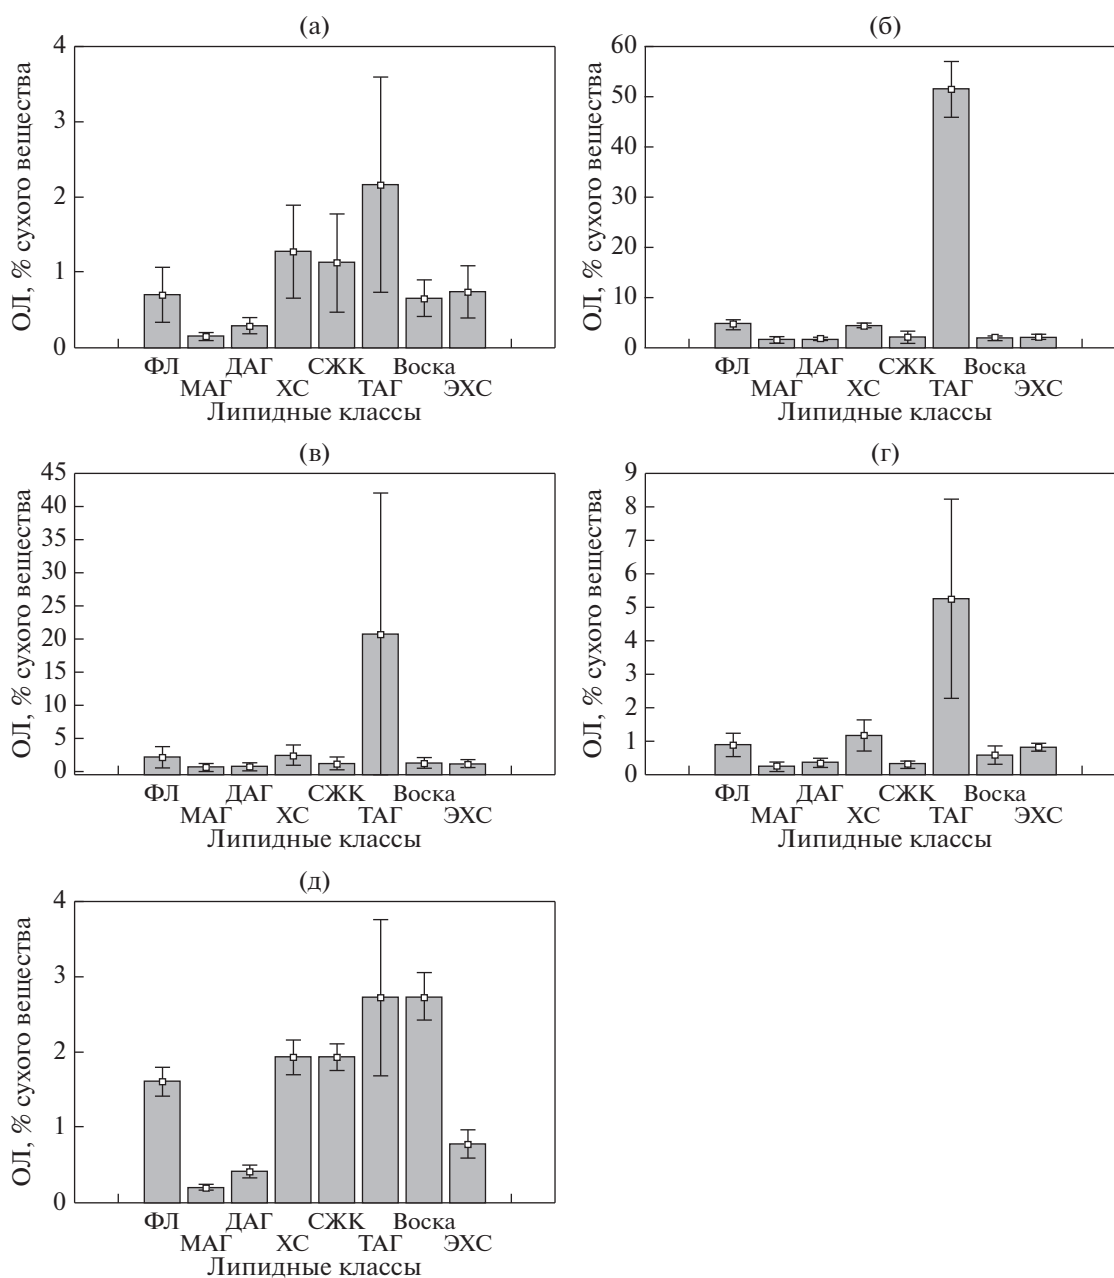 (а)
ОЛ, % сухого вещества
4
3
2
1
0
ФЛ ДАГ СЖК Воска
МАГ ХС ТАГ ЭХС
Липидные классы
(б)
ОЛ, % сухого вещества
60
50
40
30
20
10
0
ФЛ ДАГ СЖК Воска
МАГ ХС ТАГ ЭХС
Липидные классы
(в)
ОЛ, % сухого вещества
45
40
35
30
25
20
15
10
5
0
ФЛ ДАГ СЖК Воска
МАГ ХС ТАГ ЭХС
Липидные классы
(г)
ОЛ, % сухого вещества
9
8
7
6
5
4
3
2
1
0
ФЛ ДАГ СЖК Воска
МАГ ХС ТАГ ЭХС
Липидные классы
(д)
ОЛ, % сухого вещества
4
3
2
1
0
ФЛ ДАГ СЖК Воска
МАГ ХС ТАГ ЭХС
Липидные классы